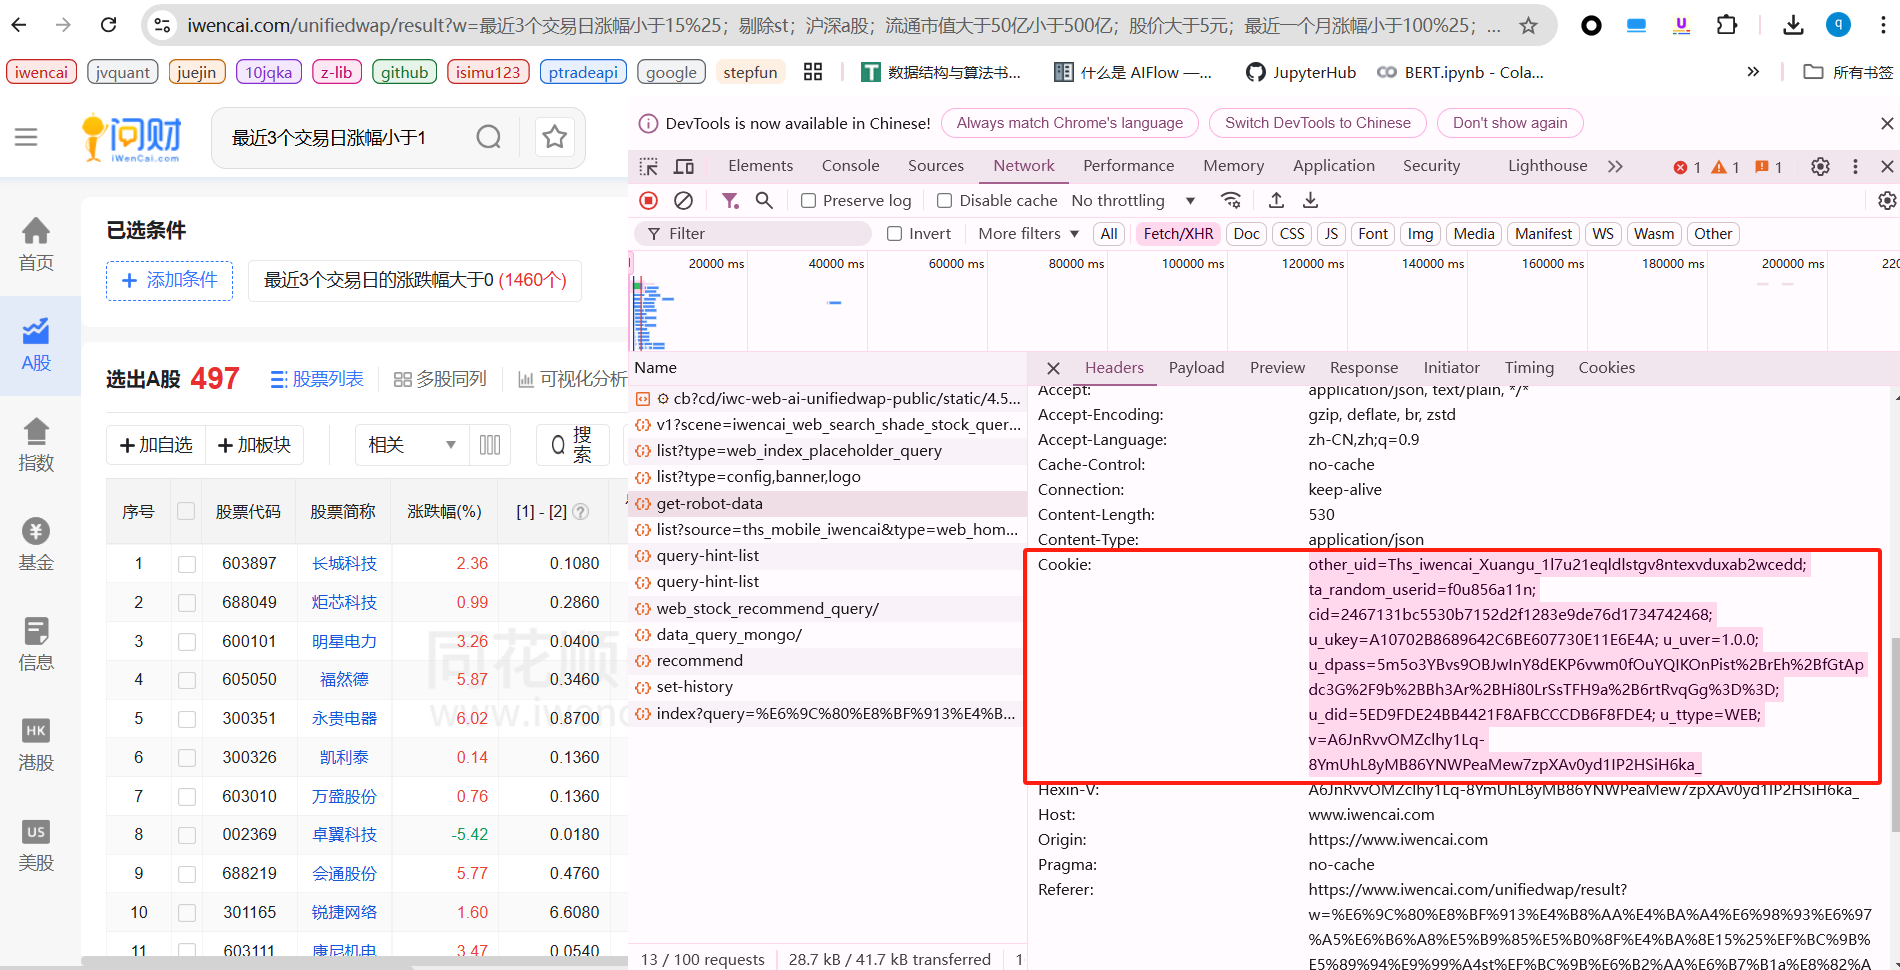 iwencai.com/unifiedwap/result?w=最近3个交易日涨幅小于15%25；剔除st；沪深a股；流通市值大于50亿小于500亿；股价大于5元；最近一个月涨幅小于100%25；...
q
iwencai
jvquant
juejin
10jqka
z-lib
github
isimu123
ptradeapi
google
stepfun
数据结构与算法书...
什么是 AIFlow —...
JupyterHub
BERT.ipynb - Cola...
所有书签
问财
iWenCai.com
最近3个交易日涨幅小于1
DevTools is now available in Chinese!
Always match Chrome's language
Switch DevTools to Chinese
Don't show again
Elements Console Sources Network Performance Memory Application Security Lighthouse
1 1 1
Preserve log
Disable cache
No throttling
Filter
Invert
More filters
All Fetch/XHR Doc CSS JS Font Img Media Manifest WS Wasm Other
20000 ms 40000 ms 60000 ms 80000 ms 100000 ms 120000 ms 140000 ms 160000 ms 180000 ms 200000 ms 220
首页
A股
指数
基金
信息
HK
港股
US
美股
已选条件
+ 添加条件
最近3个交易日的涨跌幅大于0 (1460个)
选出A股 497
股票列表
多股同列
可视化分析
+加自选
+加板块
相关
搜索
序号 股票代码 股票简称 涨跌幅(%) [1] - [2]
1 603897 长城科技 2.36 0.1080
2 688049 炬芯科技 0.99 0.2860
3 600101 明星电力 3.26 0.0400
4 605050 福然德 5.87 0.3460
5 300351 永贵电器 6.02 0.8700
6 300326 凯利泰 0.14 0.1360
7 603010 万盛股份 0.76 0.1360
8 002369 卓翼科技 -5.42 0.0180
9 688219 会通股份 5.77 0.4760
10 301165 锐捷网络 1.60 6.6080
11 603111 康尼机电 3.47 0.0540
同花顺
www.iwenc
Name
cb?cd/iwc-web-ai-unifiedwap-public/static/4.5...
v1?scene=iwencai_web_search_shade_stock_quer...
list?type=web_index_placeholder_query
list?type=config,banner,logo
get-robot-data
list?source=ths_mobile_iwencai&type=web_hom...
query-hint-list
query-hint-list
web_stock_recommend_query/
data_query_mongo/
recommend
set-history
index?query=%E6%9C%80%E8%BF%913%E4%B...
13 / 100 requests
28.7 kB / 41.7 kB transferred
1
Headers Payload Preview Response Initiator Timing Cookies
Accept: application/json, text/plain, */*
Accept-Encoding: gzip, deflate, br, zstd
Accept-Language: zh-CN,zh;q=0.9
Cache-Control: no-cache
Connection: keep-alive
Content-Length: 530
Content-Type: application/json
Cookie: other_uid=Ths_iwencai_Xuangu_1l7u21eqldlstgv8ntexvduxab2wcedd;
ta_random_userid=f0u856a11n;
cid=2467131bc5530b7152d2f1283e9de76d1734742468;
u_ukey=A10702B8689642C6BE607730E11E6E4A; u_uver=1.0.0;
u_dpass=5m5o3YBvs9OBJwInY8dEKP6vwm0fOuYQIKOnPist%2BrEh%2BfGtAp
dc3G%2F9b%2BBh3Ar%2BHi80LrSsTFH9a%2B6rtRvqGg%3D%3D;
u_did=5ED9FDE24BB4421F8AFBCCCDB6F8FDE4; u_ttype=WEB;
v=A6JnRvvOMZclhy1Lq-
8YmUhL8yMB86YNWPeaMew7zpXAv0yd1IP2HSiH6ka_
Hexin-V: A6JnRvvOMZclhy1Lq-8YmUhL8yMB86YNWPeaMew7zpXAv0yd1IP2HSiH6ka_
Host: www.iwencai.com
Origin: https://www.iwencai.com
Pragma: no-cache
Referer: https://www.iwencai.com/unifiedwap/result?
w=%E6%9C%80%E8%BF%913%E4%B8%AA%E4%BA%A4%E6%98%93%E6%97
%A5%E6%B6%A8%E5%B9%85%E5%B0%8F%E4%BA%8E15%25%EF%BC%9B%
E5%89%94%E9%99%A4st%EF%BC%9B%E6%B2%AA%E6%B7%B1a%E8%82%A